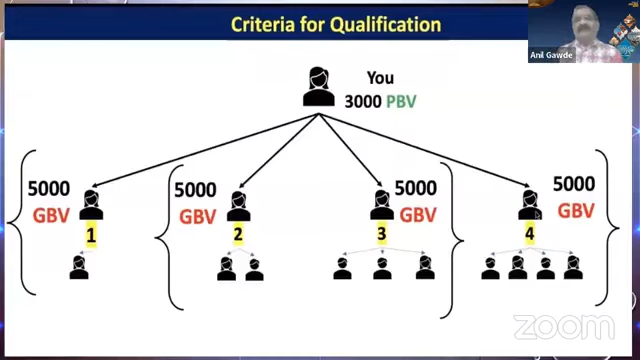 Criteria for Qualification
Anil Gawde
You
3000 PBV
5000
GBV
1
5000
GBV
2
5000
GBV
3
5000
GBV
4
zoom